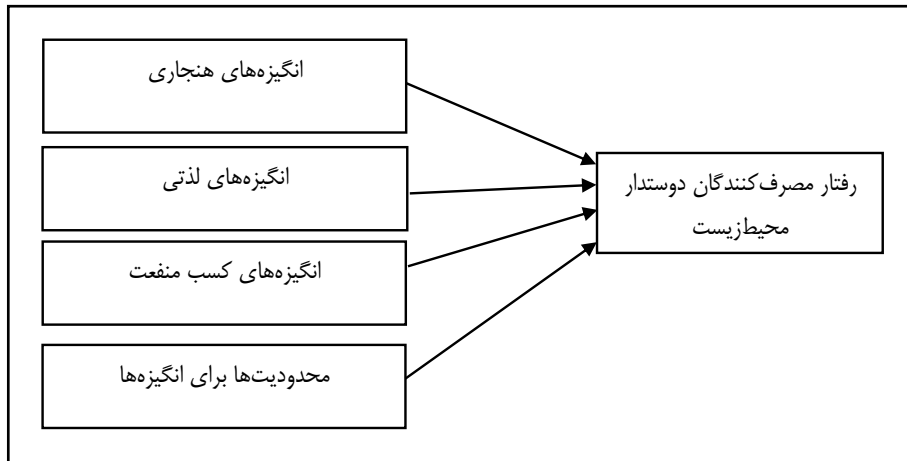 انگیزه‌های هنجاری
انگیزه‌های لذتی
انگیزه‌های کسب منفعت
محدودیت‌ها برای انگیزه‌ها
رفتار مصرف‌کنندگان دوستدار
محیط‌زیست